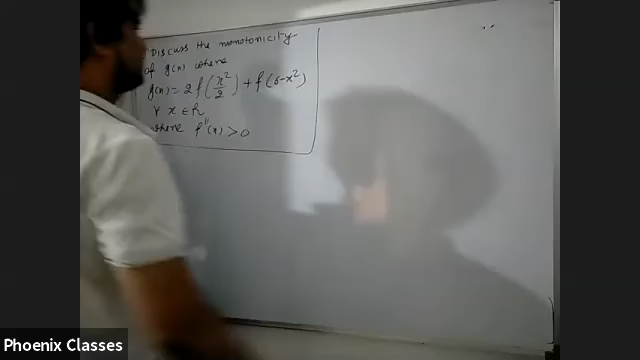 Discuss the monotonicity
of g(x) where
g(x) = 2f(x²/2) + f(6-x²)
∀ x ∈ R
where f''(x) > 0
Phoenix Classes